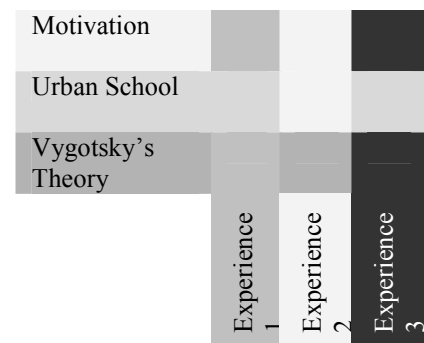 Motivation
Urban School
Vygotsky’s
Theory
Experience
1
Experience
2
Experience
3